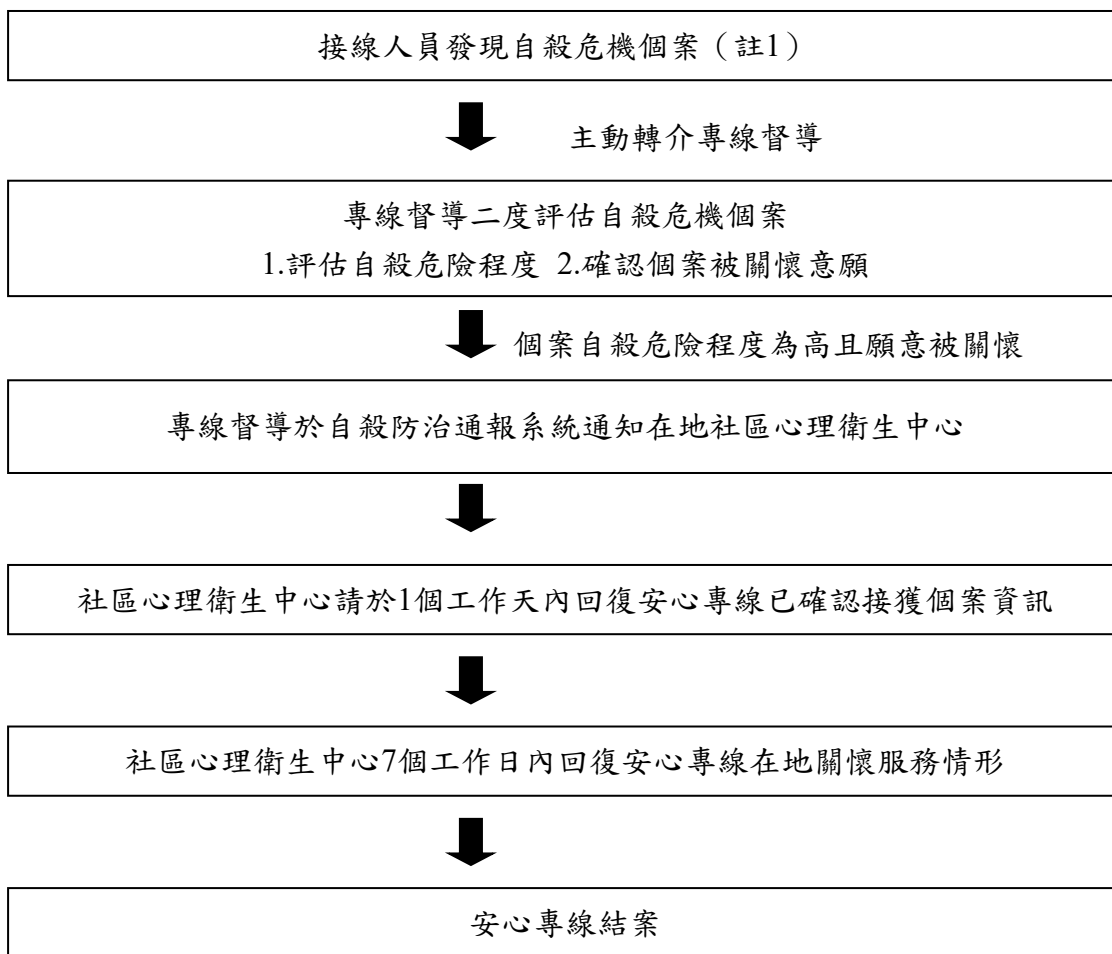 接線人員發現自殺危機個案（註1）
主動轉介專線督導
專線督導二度評估自殺危機個案
1.評估自殺危險程度 2.確認個案被關懷意願
個案自殺危險程度為高且願意被關懷
專線督導於自殺防治通報系統通知在地社區心理衛生中心
社區心理衛生中心請於1個工作天內回復安心專線已確認接獲個案資訊
社區心理衛生中心7個工作日內回復安心專線在地關懷服務情形
安心專線結案